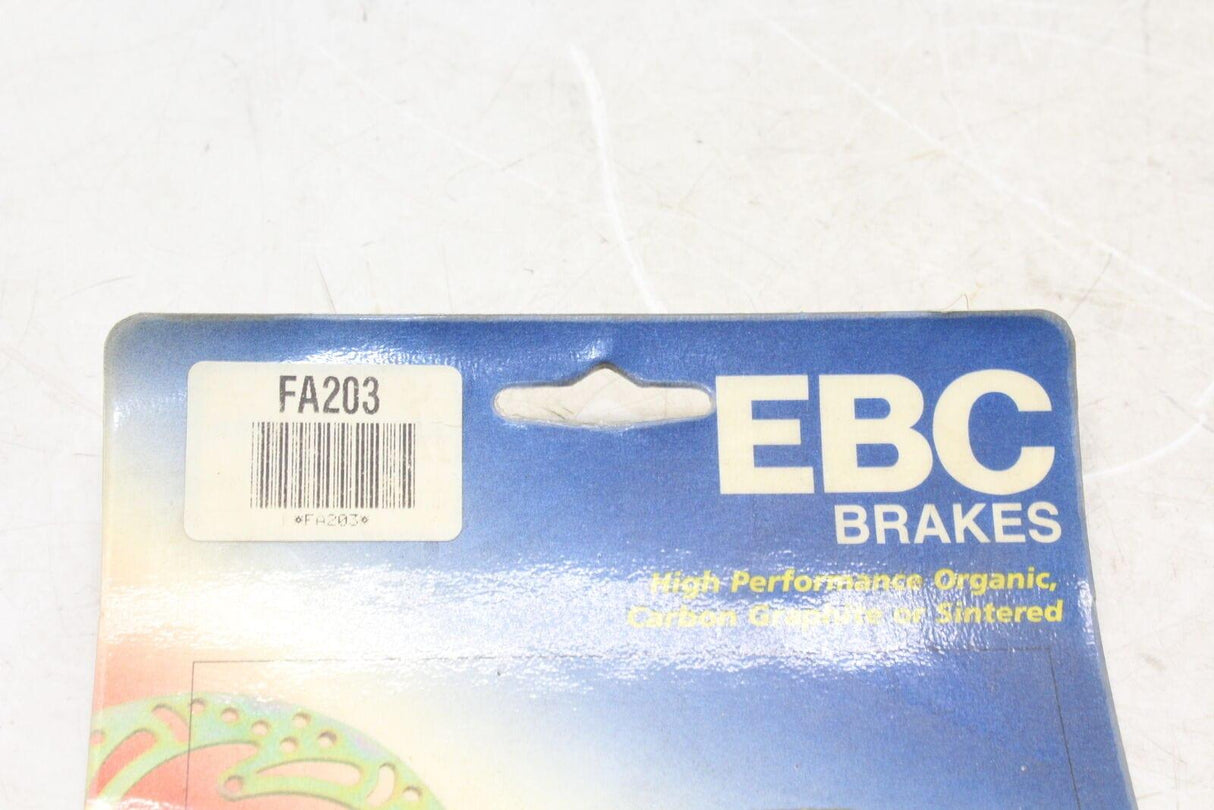 FA203
*FA203*
EBC
BRAKES
High Performance Organic,
Carbon Graphite or Sintered